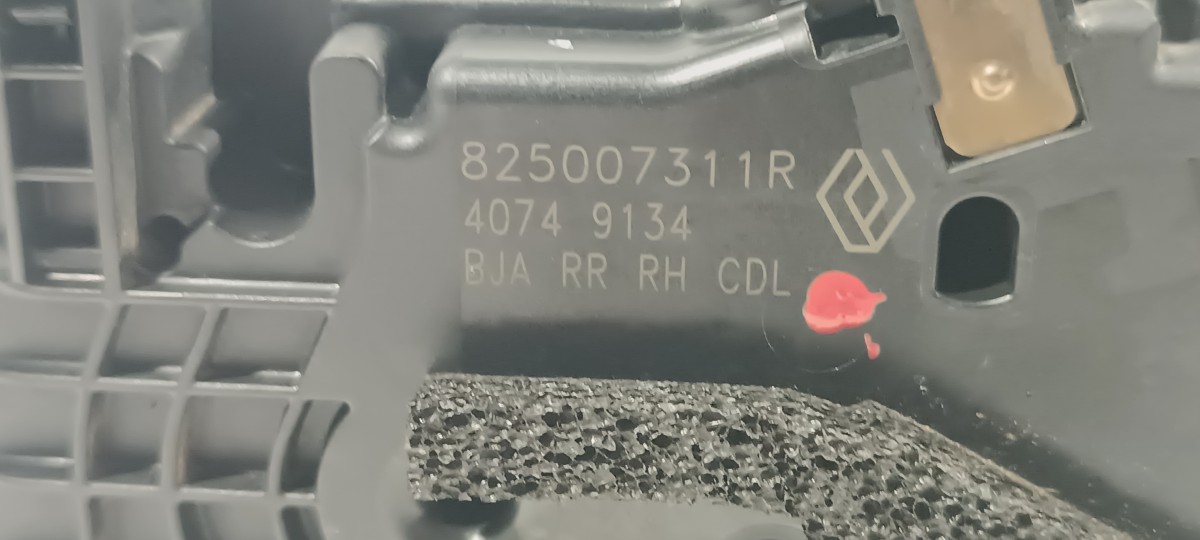 825007311R
4074 9134
BJA RR RH CDL